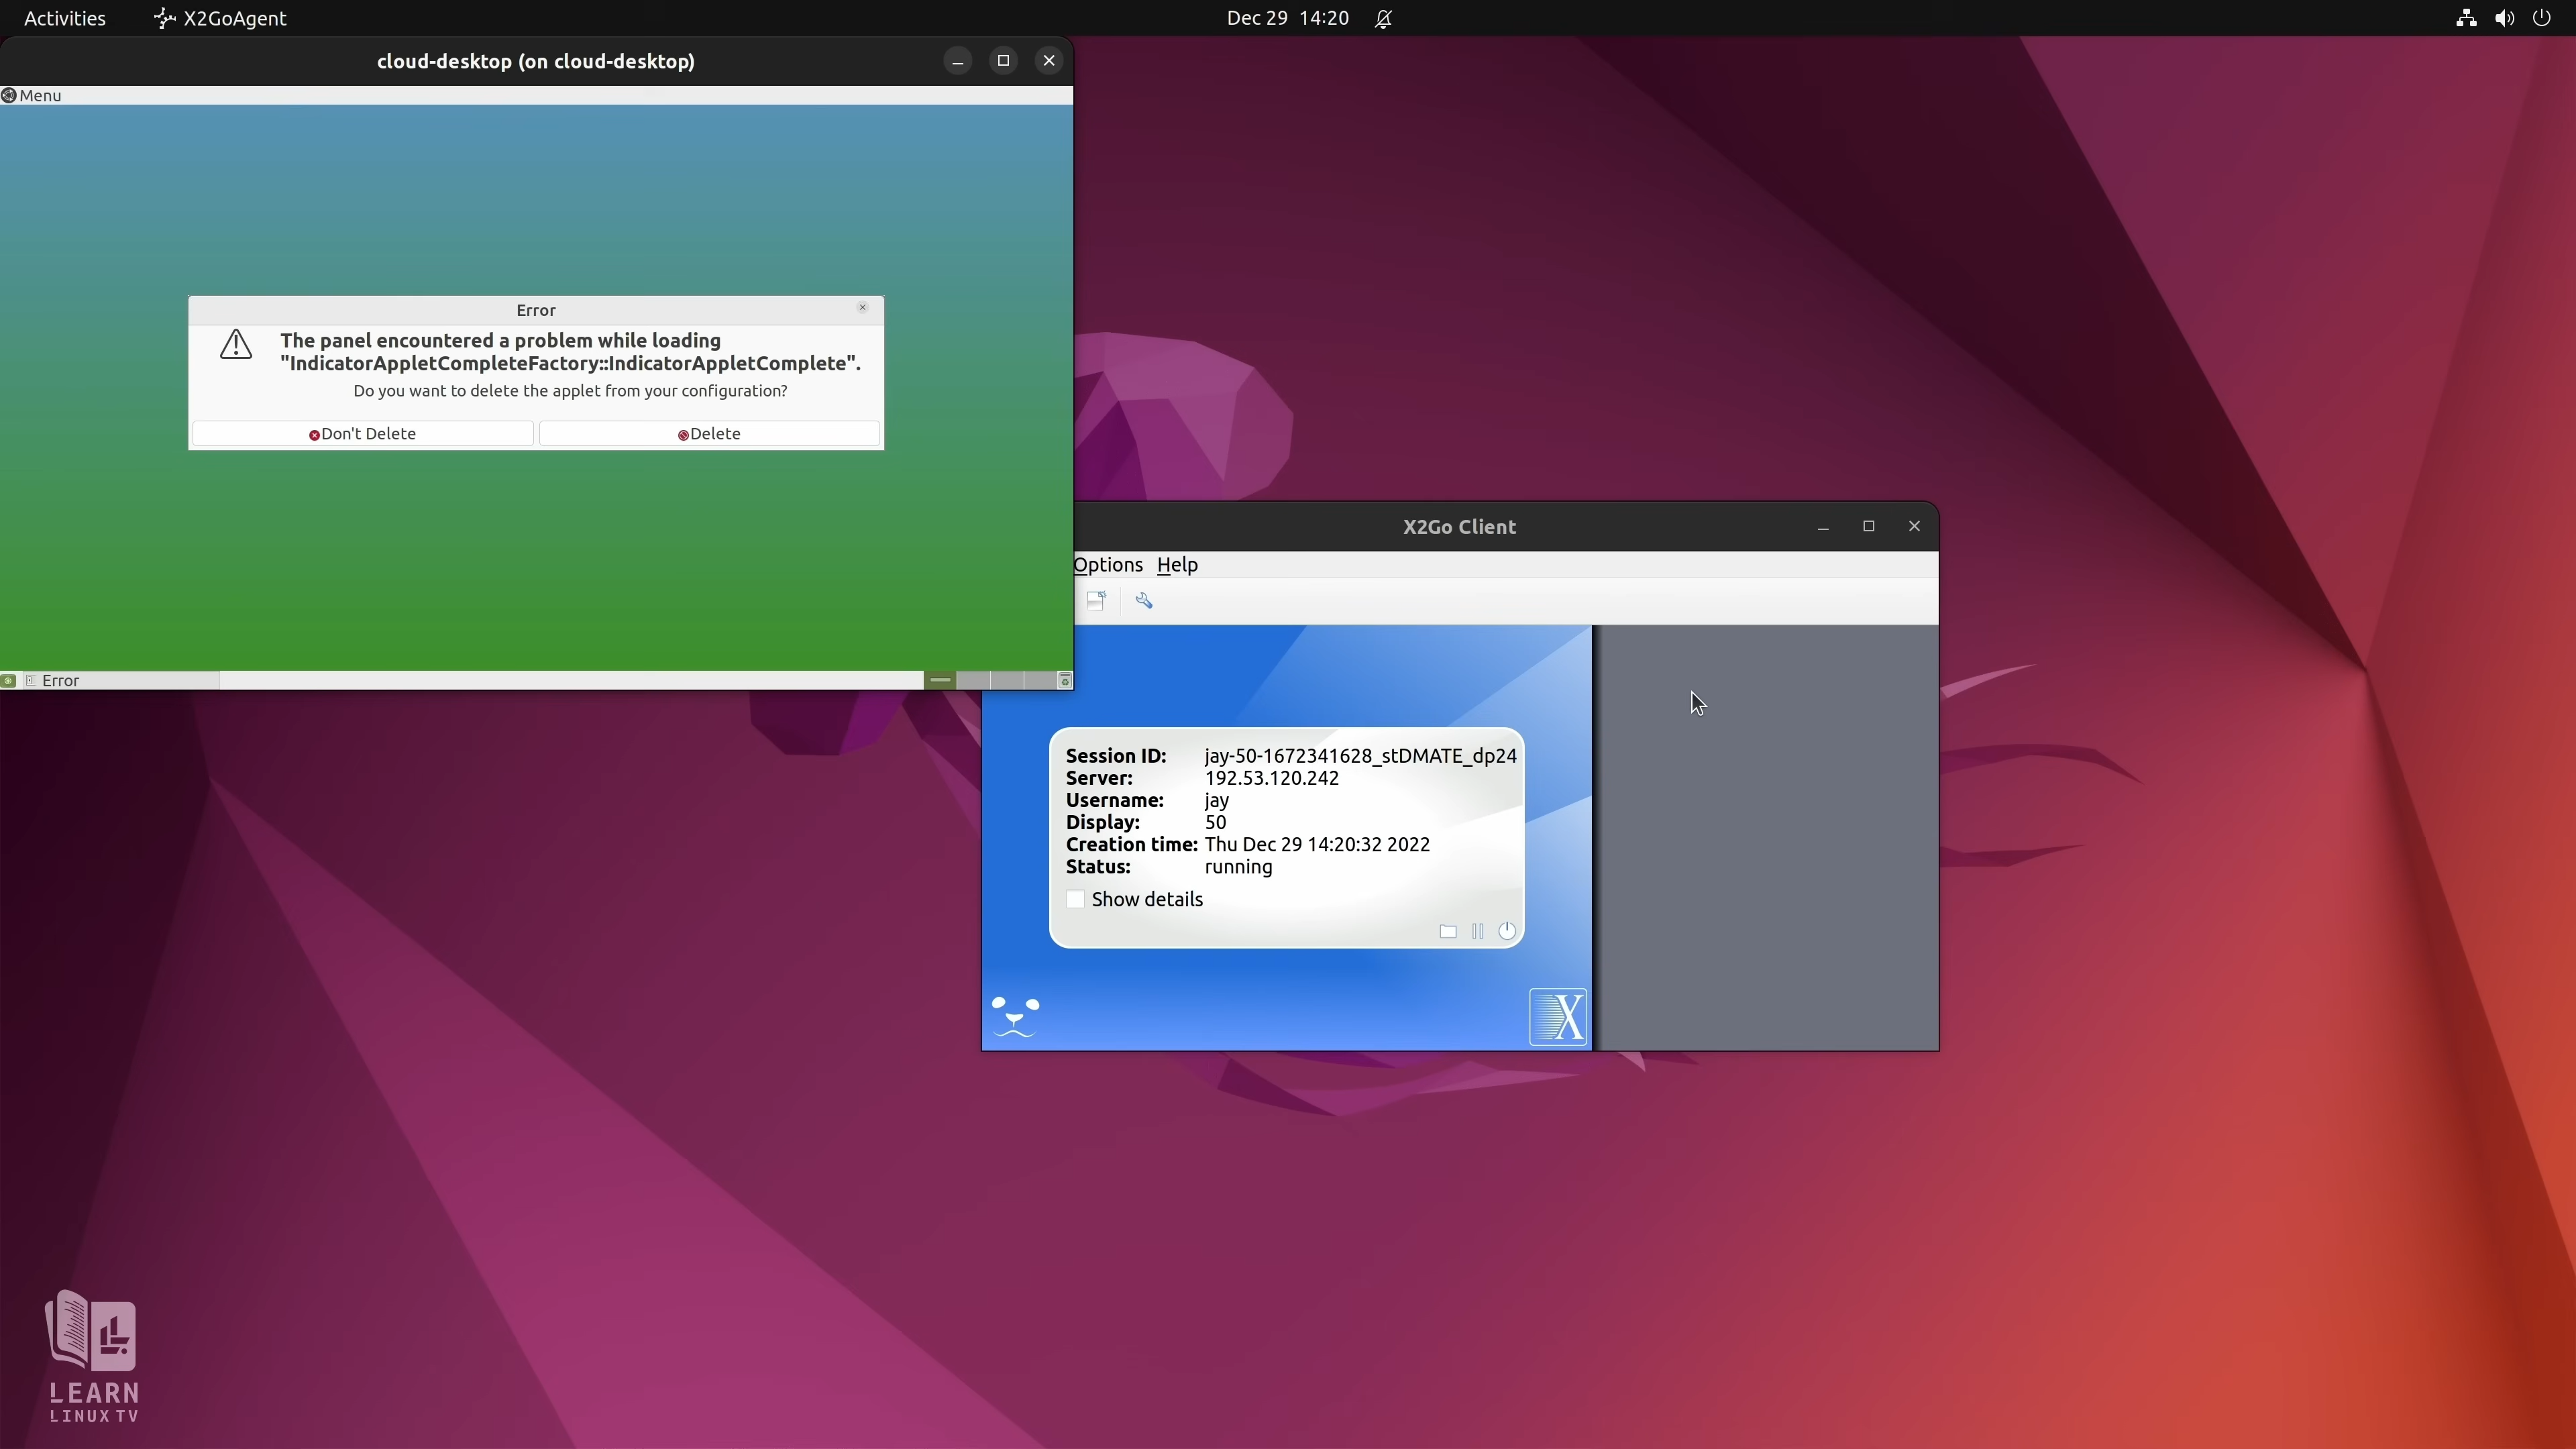 Activities
X2GoAgent
Dec 29 14:20
cloud-desktop (on cloud-desktop)
Menu
Error
The panel encountered a problem while loading
"IndicatorAppletCompleteFactory::IndicatorAppletComplete".
Do you want to delete the applet from your configuration?
Don't Delete
Delete
Error
X2Go Client
Options Help
Session ID: jay-50-1672341628_stDMATE_dp24
Server: 192.53.120.242
Username: jay
Display: 50
Creation time: Thu Dec 29 14:20:32 2022
Status: running
Show details
X
LEARN
LINUX TV